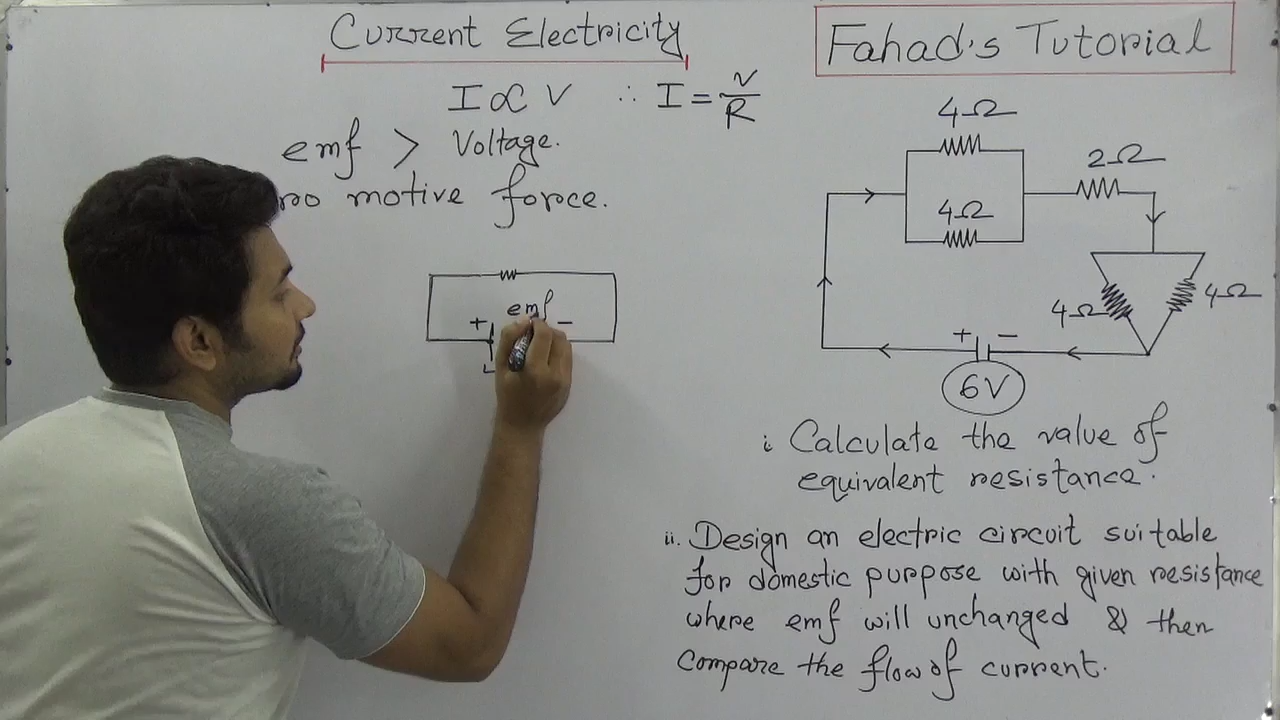 Current Electricity
Fahad's Tutorial
I ∝ V ∴ I = V/R
emf > Voltage.
no motive force.
emf
+ −
4Ω
4Ω
2Ω
4Ω
4Ω
+ −
6V
i. Calculate the value of
equivalent resistance.
ii. Design an electric circuit suitable
for domestic purpose with given resistance
where emf will unchanged & then
Compare the flow of current.